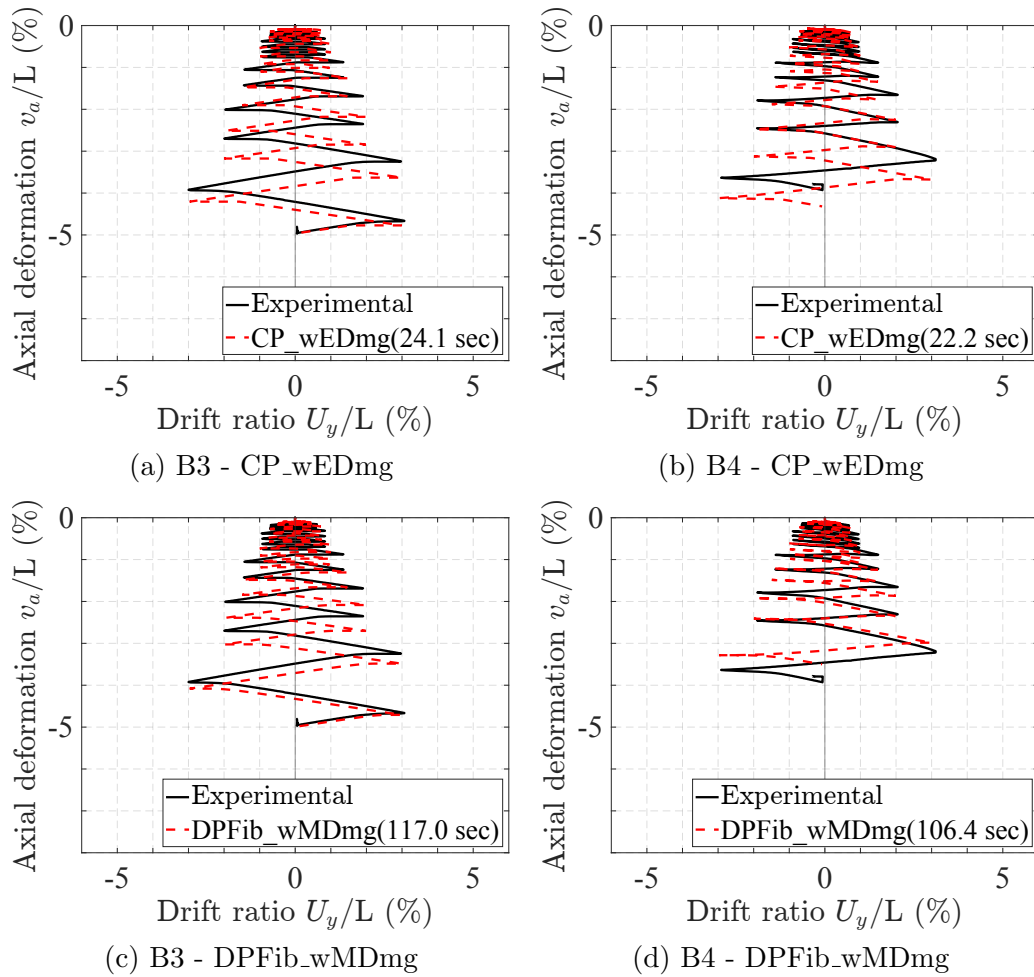 0
-5
Axial deformation v_a/L (%)
Experimental
CP_wEDmg(24.1 sec)
-5 0 5
Drift ratio U_y/L (%)
(a) B3 - CP_wEDmg
0
-5
Axial deformation v_a/L (%)
Experimental
CP_wEDmg(22.2 sec)
-5 0 5
Drift ratio U_y/L (%)
(b) B4 - CP_wEDmg
0
-5
Axial deformation v_a/L (%)
Experimental
DPFib_wMDmg(117.0 sec)
-5 0 5
Drift ratio U_y/L (%)
(c) B3 - DPFib_wMDmg
0
-5
Axial deformation v_a/L (%)
Experimental
DPFib_wMDmg(106.4 sec)
-5 0 5
Drift ratio U_y/L (%)
(d) B4 - DPFib_wMDmg